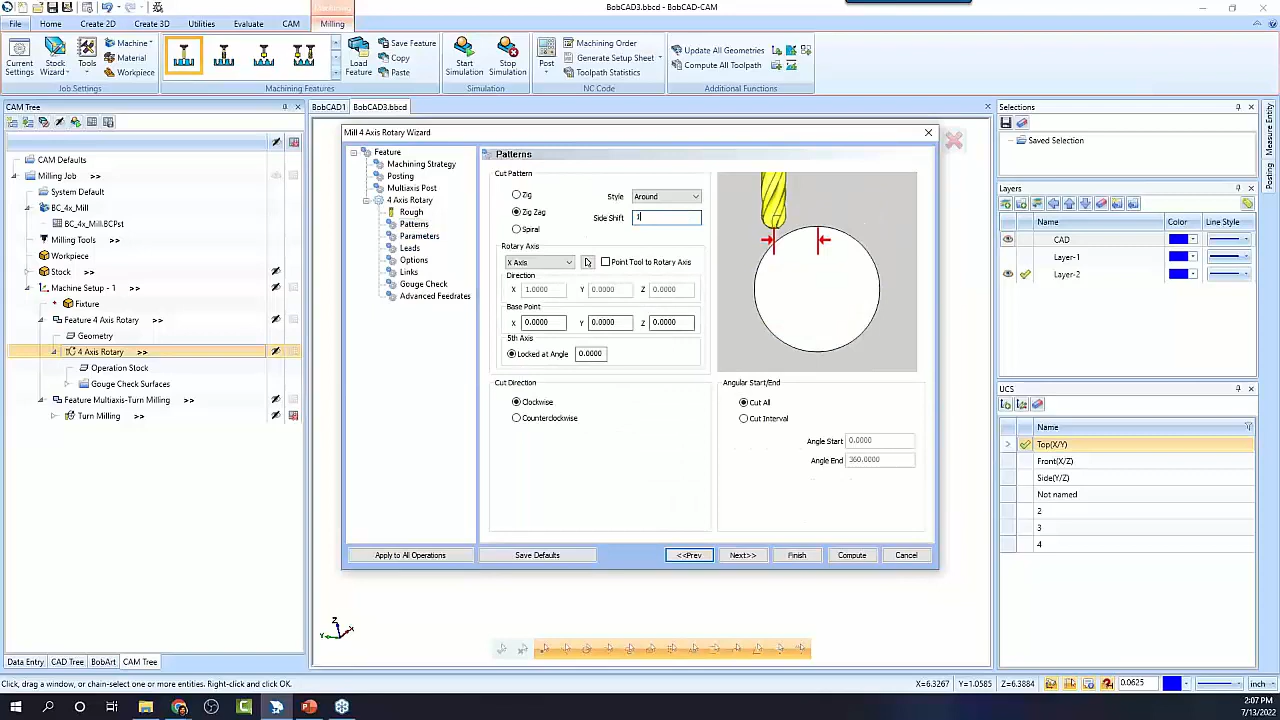 BobCAD3.bbcd - BobCAD-CAM
Machining
File Home Create 2D Create 3D Utilities Evaluate CAM Milling
Current Settings
Stock Wizard
Tools
Machine
Material
Workpiece
Load Feature
Save Feature
Copy
Paste
Start Simulation
Stop Simulation
Post
Machining Order
Generate Setup Sheet
Toolpath Statistics
Update All Geometries
Compute All Toolpath
Job Settings Machining Features Simulation NC Code Additional Functions
CAM Tree
CAM Defaults
Milling Job >>
System Default
BC_4x_Mill
BC_4x_Mill.BCPst
Milling Tools
Workpiece
Stock >>
Machine Setup - 1 >>
Fixture
Feature 4 Axis Rotary >>
Geometry
4 Axis Rotary >>
Operation Stock
Gouge Check Surfaces
Feature Multiaxis-Turn Milling >>
Turn Milling >>
Data Entry CAD Tree BobArt CAM Tree
BobCAD1 BobCAD3.bbcd
Mill 4 Axis Rotary Wizard
Feature
Machining Strategy
Posting
Multiaxis Post
4 Axis Rotary
Rough
Patterns
Parameters
Leads
Options
Links
Gouge Check
Advanced Feedrates
Patterns
Cut Pattern
Zig
Zig Zag
Spiral
Style Around
Side Shift 1
Rotary Axis
X Axis Point Tool to Rotary Axis
Direction
X 1.0000 Y 0.0000 Z 0.0000
Base Point
X 0.0000 Y 0.0000 Z 0.0000
5th Axis
Locked at Angle 0.0000
Cut Direction
Clockwise
Counterclockwise
Angular Start/End
Cut All
Cut Interval
Angle Start 0.0000
Angle End 360.0000
Apply to All Operations Save Defaults <<Prev Next>> Finish Compute Cancel
Z
Y X
Selections
Saved Selection
Layers
Name Color Line Style
CAD
Layer-1
Layer-2
UCS
Name
Top(X/Y)
Front(X/Z)
Side(Y/Z)
Not named
2
3
4
Measure Entity
Posting
Click, drag a window, or chain-select one or more entities. Right-click and click OK.
X=6.3267 Y=1.0585 Z=6.3884 0.0625 inch
2:07 PM
7/13/2022